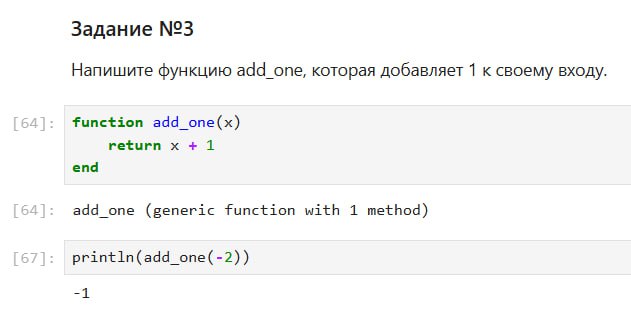 Задание №3
Напишите функцию add_one, которая добавляет 1 к своему входу.
[64]: function add_one(x)
    return x + 1
end
[64]: add_one (generic function with 1 method)
[67]: println(add_one(-2))
-1